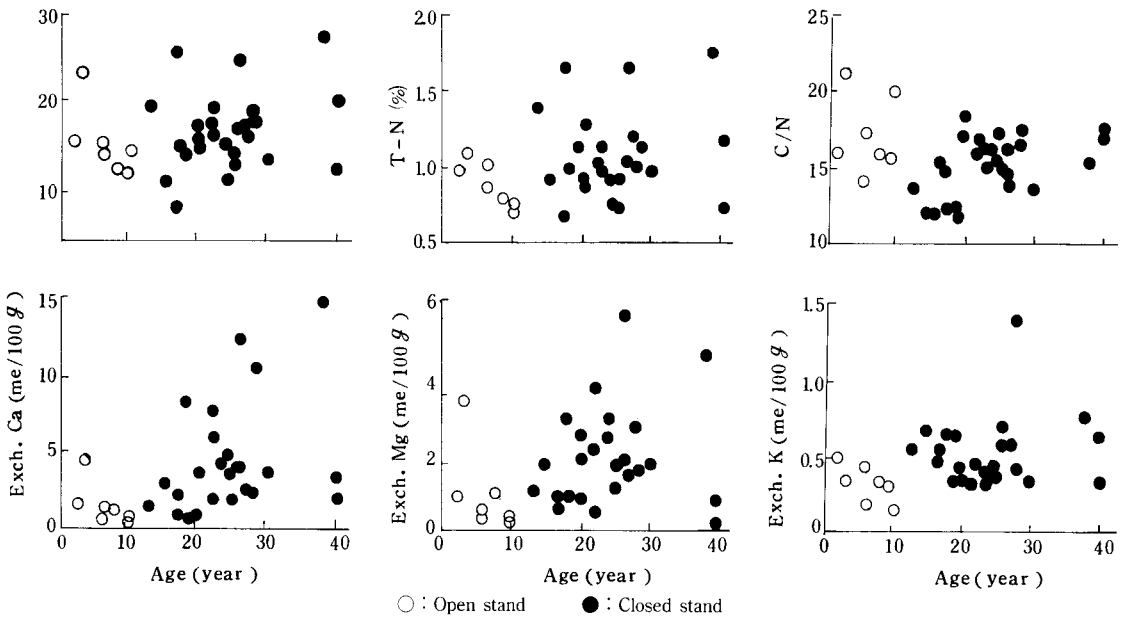 30
20
10
2.0
1.5
1.0
0.5
T-N (%)
25
20
15
10
C/N
15
10
5
0
Exch. Ca (me/100 g)
0 10 20 30 40
Age (year)
6
4
2
0
Exch. Mg (me/100 g)
0 10 20 30 40
Age (year)
1.5
1.0
0.5
0
Exch. K (me/100 g)
0 10 20 30 40
Age (year)
○ : Open stand ● : Closed stand